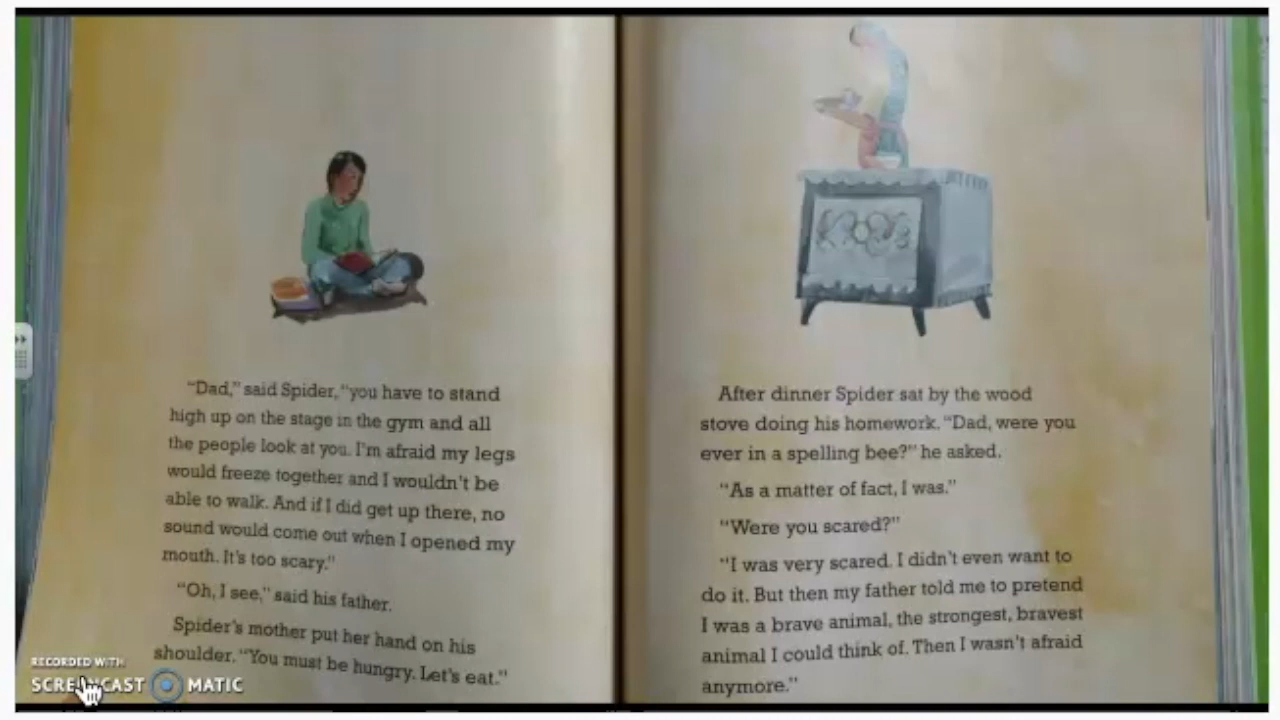 “Dad,” said Spider, “you have to stand
high up on the stage in the gym and all
the people look at you. I'm afraid my legs
would freeze together and I wouldn't be
able to walk. And if I did get up there, no
sound would come out when I opened my
mouth. It's too scary.”
“Oh, I see,” said his father.
Spider's mother put her hand on his
shoulder. “You must be hungry. Let's eat.”
After dinner Spider sat by the wood
stove doing his homework. “Dad, were you
ever in a spelling bee?” he asked.
“As a matter of fact, I was.”
“Were you scared?”
“I was very scared. I didn't even want to
do it. But then my father told me to pretend
I was a brave animal, the strongest, bravest
animal I could think of. Then I wasn't afraid
anymore.”
RECORDED WITH
SCREENCAST MATIC